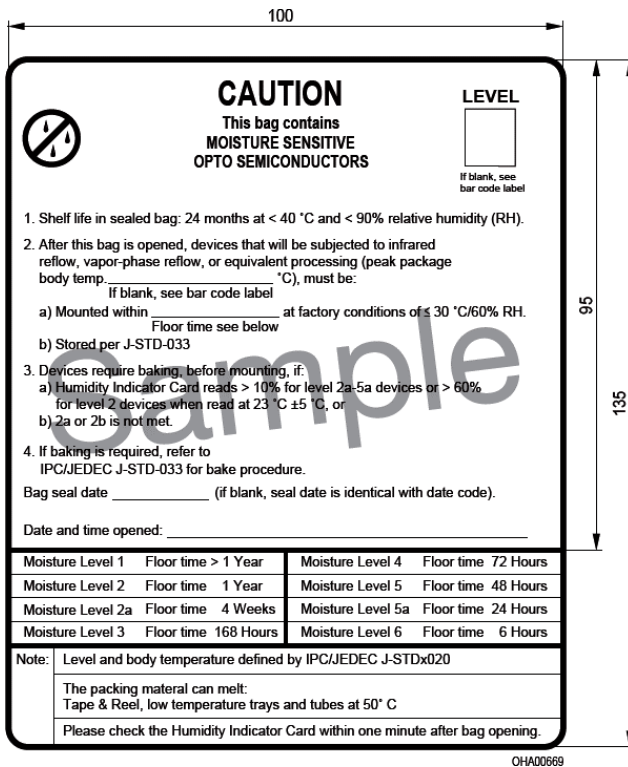 100
CAUTION
This bag contains
MOISTURE SENSITIVE
OPTO SEMICONDUCTORS
LEVEL
If blank, see
bar code label
1. Shelf life in sealed bag: 24 months at < 40 ˚C and < 90% relative humidity (RH).
2. After this bag is opened, devices that will be subjected to infrared
reflow, vapor-phase reflow, or equivalent processing (peak package
body temp.____________________ ˚C), must be:
If blank, see bar code label
a) Mounted within ____________________ at factory conditions of ≤ 30 ˚C/60% RH.
Floor time see below
b) Stored per J-STD-033
3. Devices require baking, before mounting, if:
a) Humidity Indicator Card reads > 10% for level 2a-5a devices or > 60%
for level 2 devices when read at 23 ˚C ±5 ˚C, or
b) 2a or 2b is not met.
4. If baking is required, refer to
IPC/JEDEC J-STD-033 for bake procedure.
Bag seal date ____________ (if blank, seal date is identical with date code).
Date and time opened: ____________________
Sample
Moisture Level 1 Floor time > 1 Year Moisture Level 4 Floor time 72 Hours
Moisture Level 2 Floor time 1 Year Moisture Level 5 Floor time 48 Hours
Moisture Level 2a Floor time 4 Weeks Moisture Level 5a Floor time 24 Hours
Moisture Level 3 Floor time 168 Hours Moisture Level 6 Floor time 6 Hours
Note: Level and body temperature defined by IPC/JEDEC J-STDx020
The packing materal can melt:
Tape & Reel, low temperature trays and tubes at 50˚ C
Please check the Humidity Indicator Card within one minute after bag opening.
95
135
OHA00669